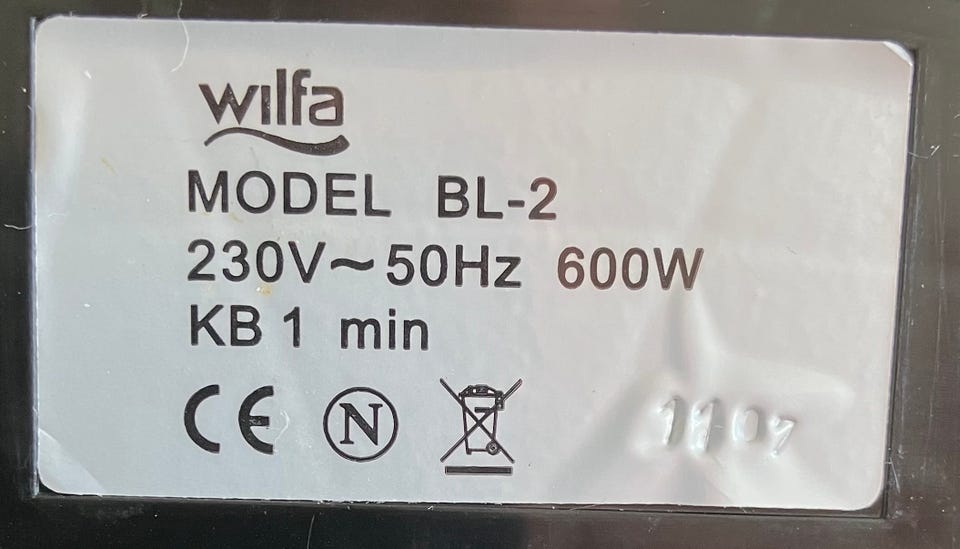 wilfa
MODEL BL-2
230V~50Hz 600W
KB 1 min
CE N
1107